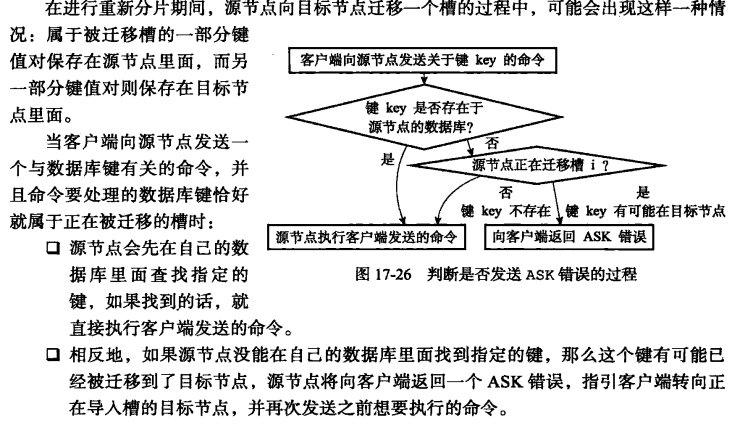 在进行重新分片期间，源节点向目标节点迁移一个槽的过程中，可能会出现这样一种情
况：属于被迁移槽的一部分键
值对保存在源节点里面，而另
一部分键值对则保存在目标节
点里面。
当客户端向源节点发送一
个与数据库键有关的命令，并
且命令要处理的数据库键恰好
就属于正在被迁移的槽时：
❑ 源节点会先在自己的数
据库里面查找指定的
键，如果找到的话，就
直接执行客户端发送的命令。
客户端向源节点发送关于键 key 的命令
键 key 是否存在于
源节点的数据库？
是
否
源节点正在迁移槽 i ？
否
键 key 不存在
是
键 key 有可能在目标节点
源节点执行客户端发送的命令
向客户端返回 ASK 错误
图 17-26 判断是否发送 ASK 错误的过程
❑ 相反地，如果源节点没能在自己的数据库里面找到指定的键，那么这个键有可能已
经被迁移到了目标节点，源节点将向客户端返回一个 ASK 错误，指引客户端转向正
在导入槽的目标节点，并再次发送之前想要执行的命令。